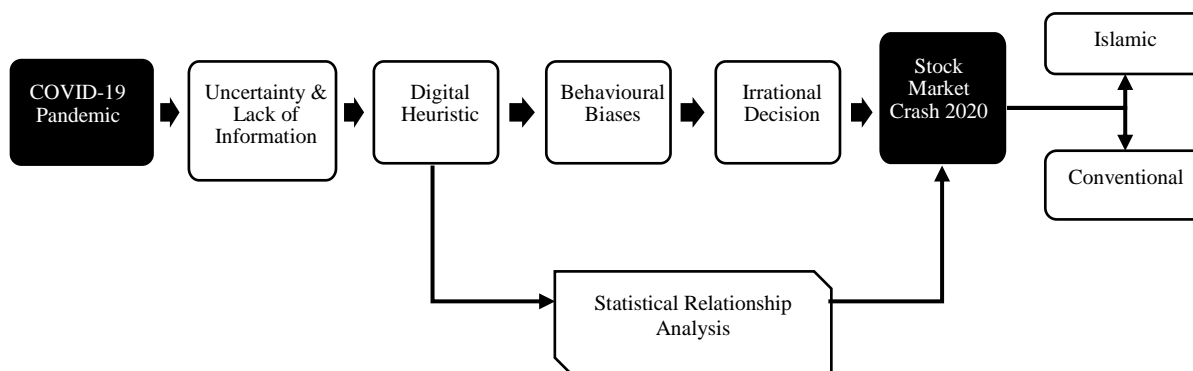 COVID-19
Pandemic
Uncertainty &
Lack of
Information
Digital
Heuristic
Behavioural
Biases
Irrational
Decision
Stock
Market
Crash 2020
Islamic
Conventional
Statistical Relationship
Analysis